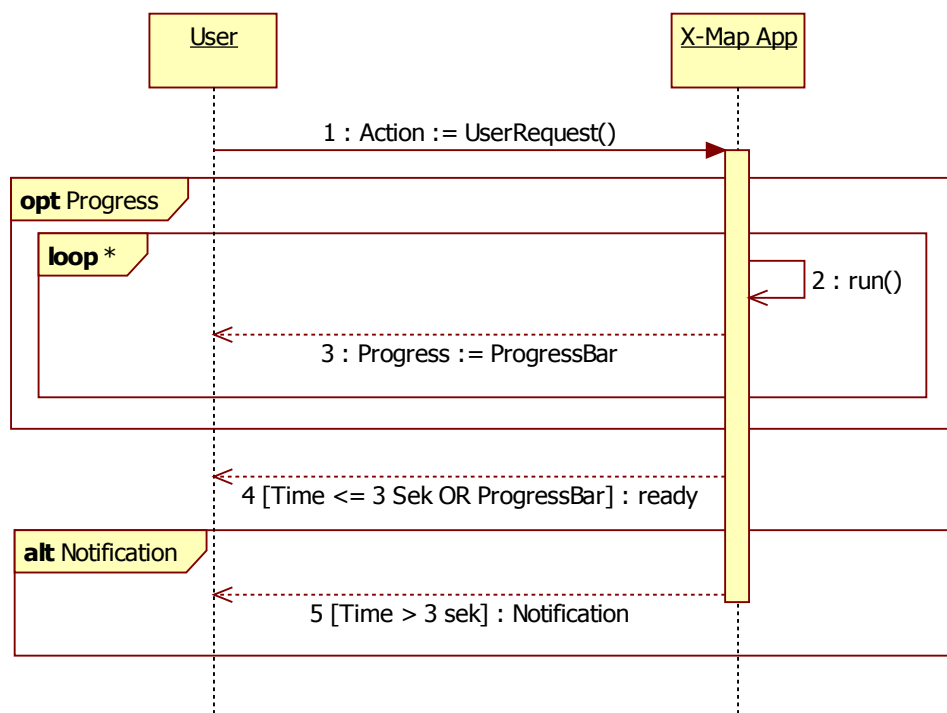 User
X-Map App
1 : Action := UserRequest()
opt Progress
loop *
2 : run()
3 : Progress := ProgressBar
4 [Time <= 3 Sek OR ProgressBar] : ready
alt Notification
5 [Time > 3 sek] : Notification